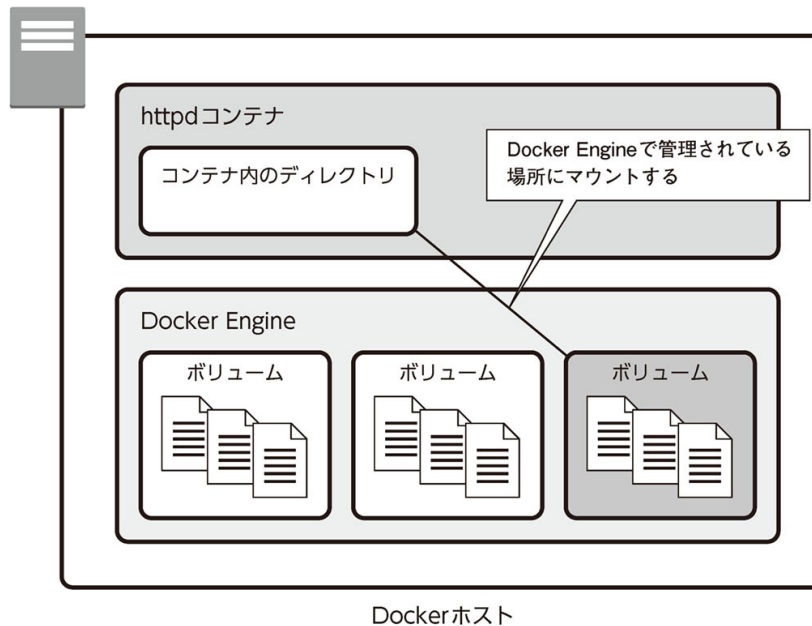 httpdコンテナ
コンテナ内のディレクトリ
Docker Engineで管理されている
場所にマウントする
Docker Engine
ボリューム
ボリューム
ボリューム
Dockerホスト